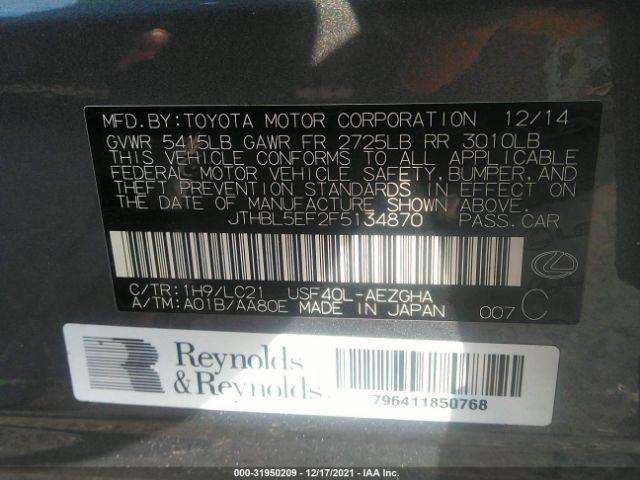 MFD.BY:TOYOTA MOTOR CORPORATION 12/14
GVWR 5415LB GAWR FR 2725LB RR 3010LB
THIS VEHICLE CONFORMS TO ALL APPLICABLE
FEDERAL MOTOR VEHICLE SAFETY,BUMPER,AND
THEFT PREVENTION STANDARDS IN EFFECT ON
THE DATE OF MANUFACTURE SHOWN ABOVE.
JTHBL5EF2F5134870 PASS.CAR
C/TR:1H9/LC21 USF40L-AEZGHA
A/TM:A01B/AA80E MADE IN JAPAN 007 C
Reynolds
&Reynolds.
796411850768
000-31950209 - 12/17/2021 - IAA Inc.